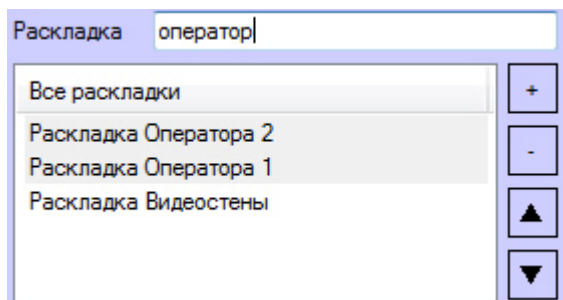 Раскладка оператор
Все раскладки +
Раскладка Оператора 2
-
Раскладка Оператора 1
Раскладка Видеостены
▲
▼